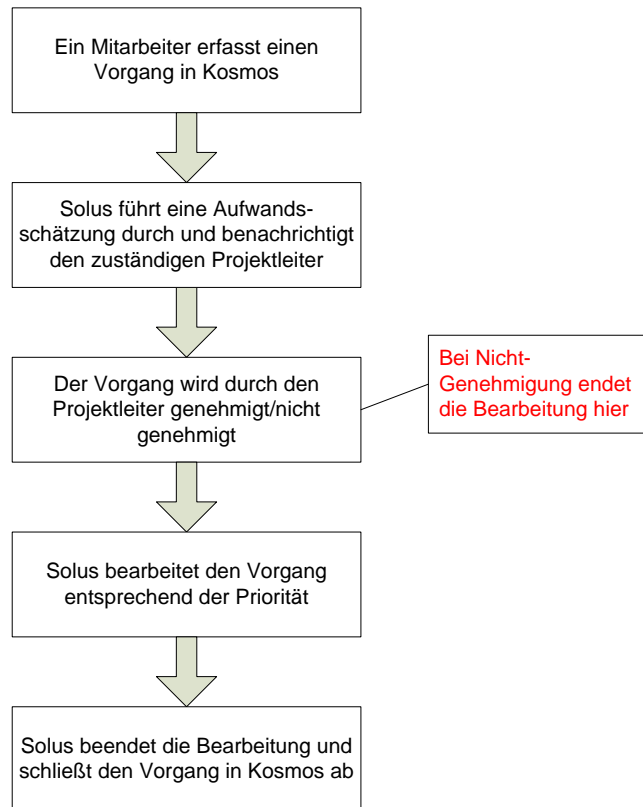 Ein Mitarbeiter erfasst einen
Vorgang in Kosmos
Solus führt eine Aufwands-
schätzung durch und benachrichtigt
den zuständigen Projektleiter
Der Vorgang wird durch den
Projektleiter genehmigt/nicht
genehmigt
Bei Nicht-
Genehmigung endet
die Bearbeitung hier
Solus bearbeitet den Vorgang
entsprechend der Priorität
Solus beendet die Bearbeitung und
schließt den Vorgang in Kosmos ab